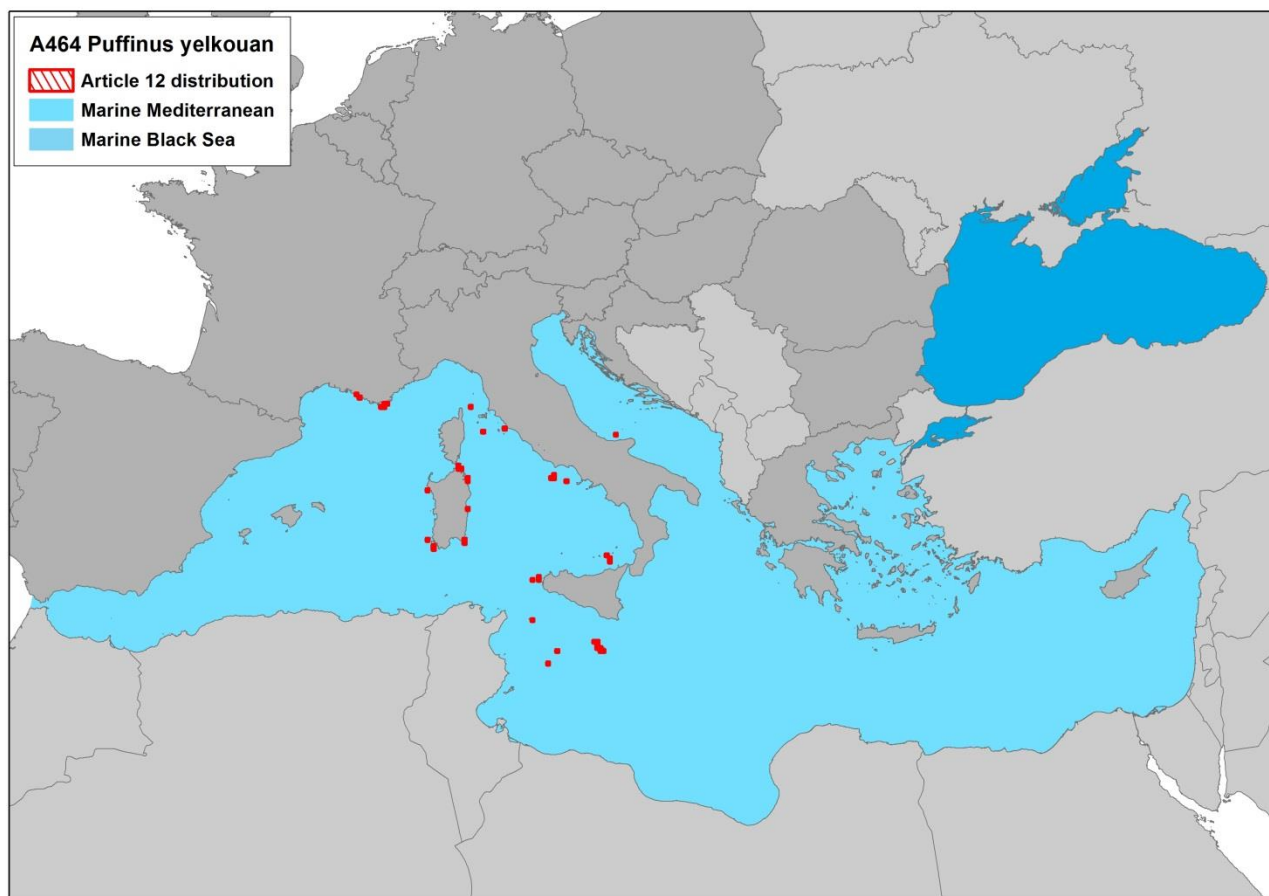 A464 Puffinus yelkouan
Article 12 distribution
Marine Mediterranean
Marine Black Sea